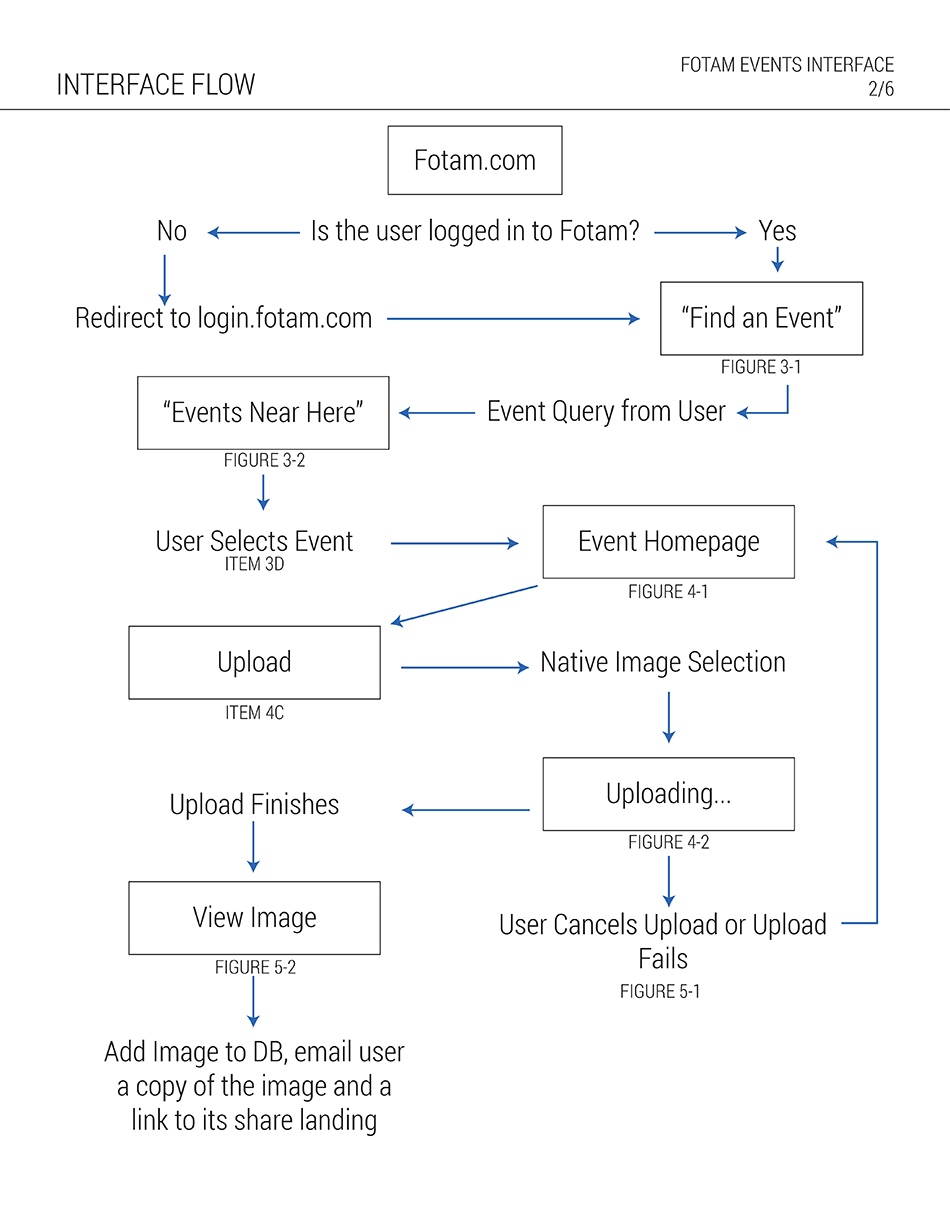 INTERFACE FLOW
FOTAM EVENTS INTERFACE
2/6
Fotam.com
No
Is the user logged in to Fotam?
Yes
Redirect to login.fotam.com
“Find an Event”
FIGURE 3-1
“Events Near Here”
Event Query from User
FIGURE 3-2
User Selects Event
ITEM 3D
Event Homepage
FIGURE 4-1
Upload
ITEM 4C
Native Image Selection
Uploading...
FIGURE 4-2
Upload Finishes
View Image
FIGURE 5-2
User Cancels Upload or Upload
Fails
FIGURE 5-1
Add Image to DB, email user
a copy of the image and a
link to its share landing